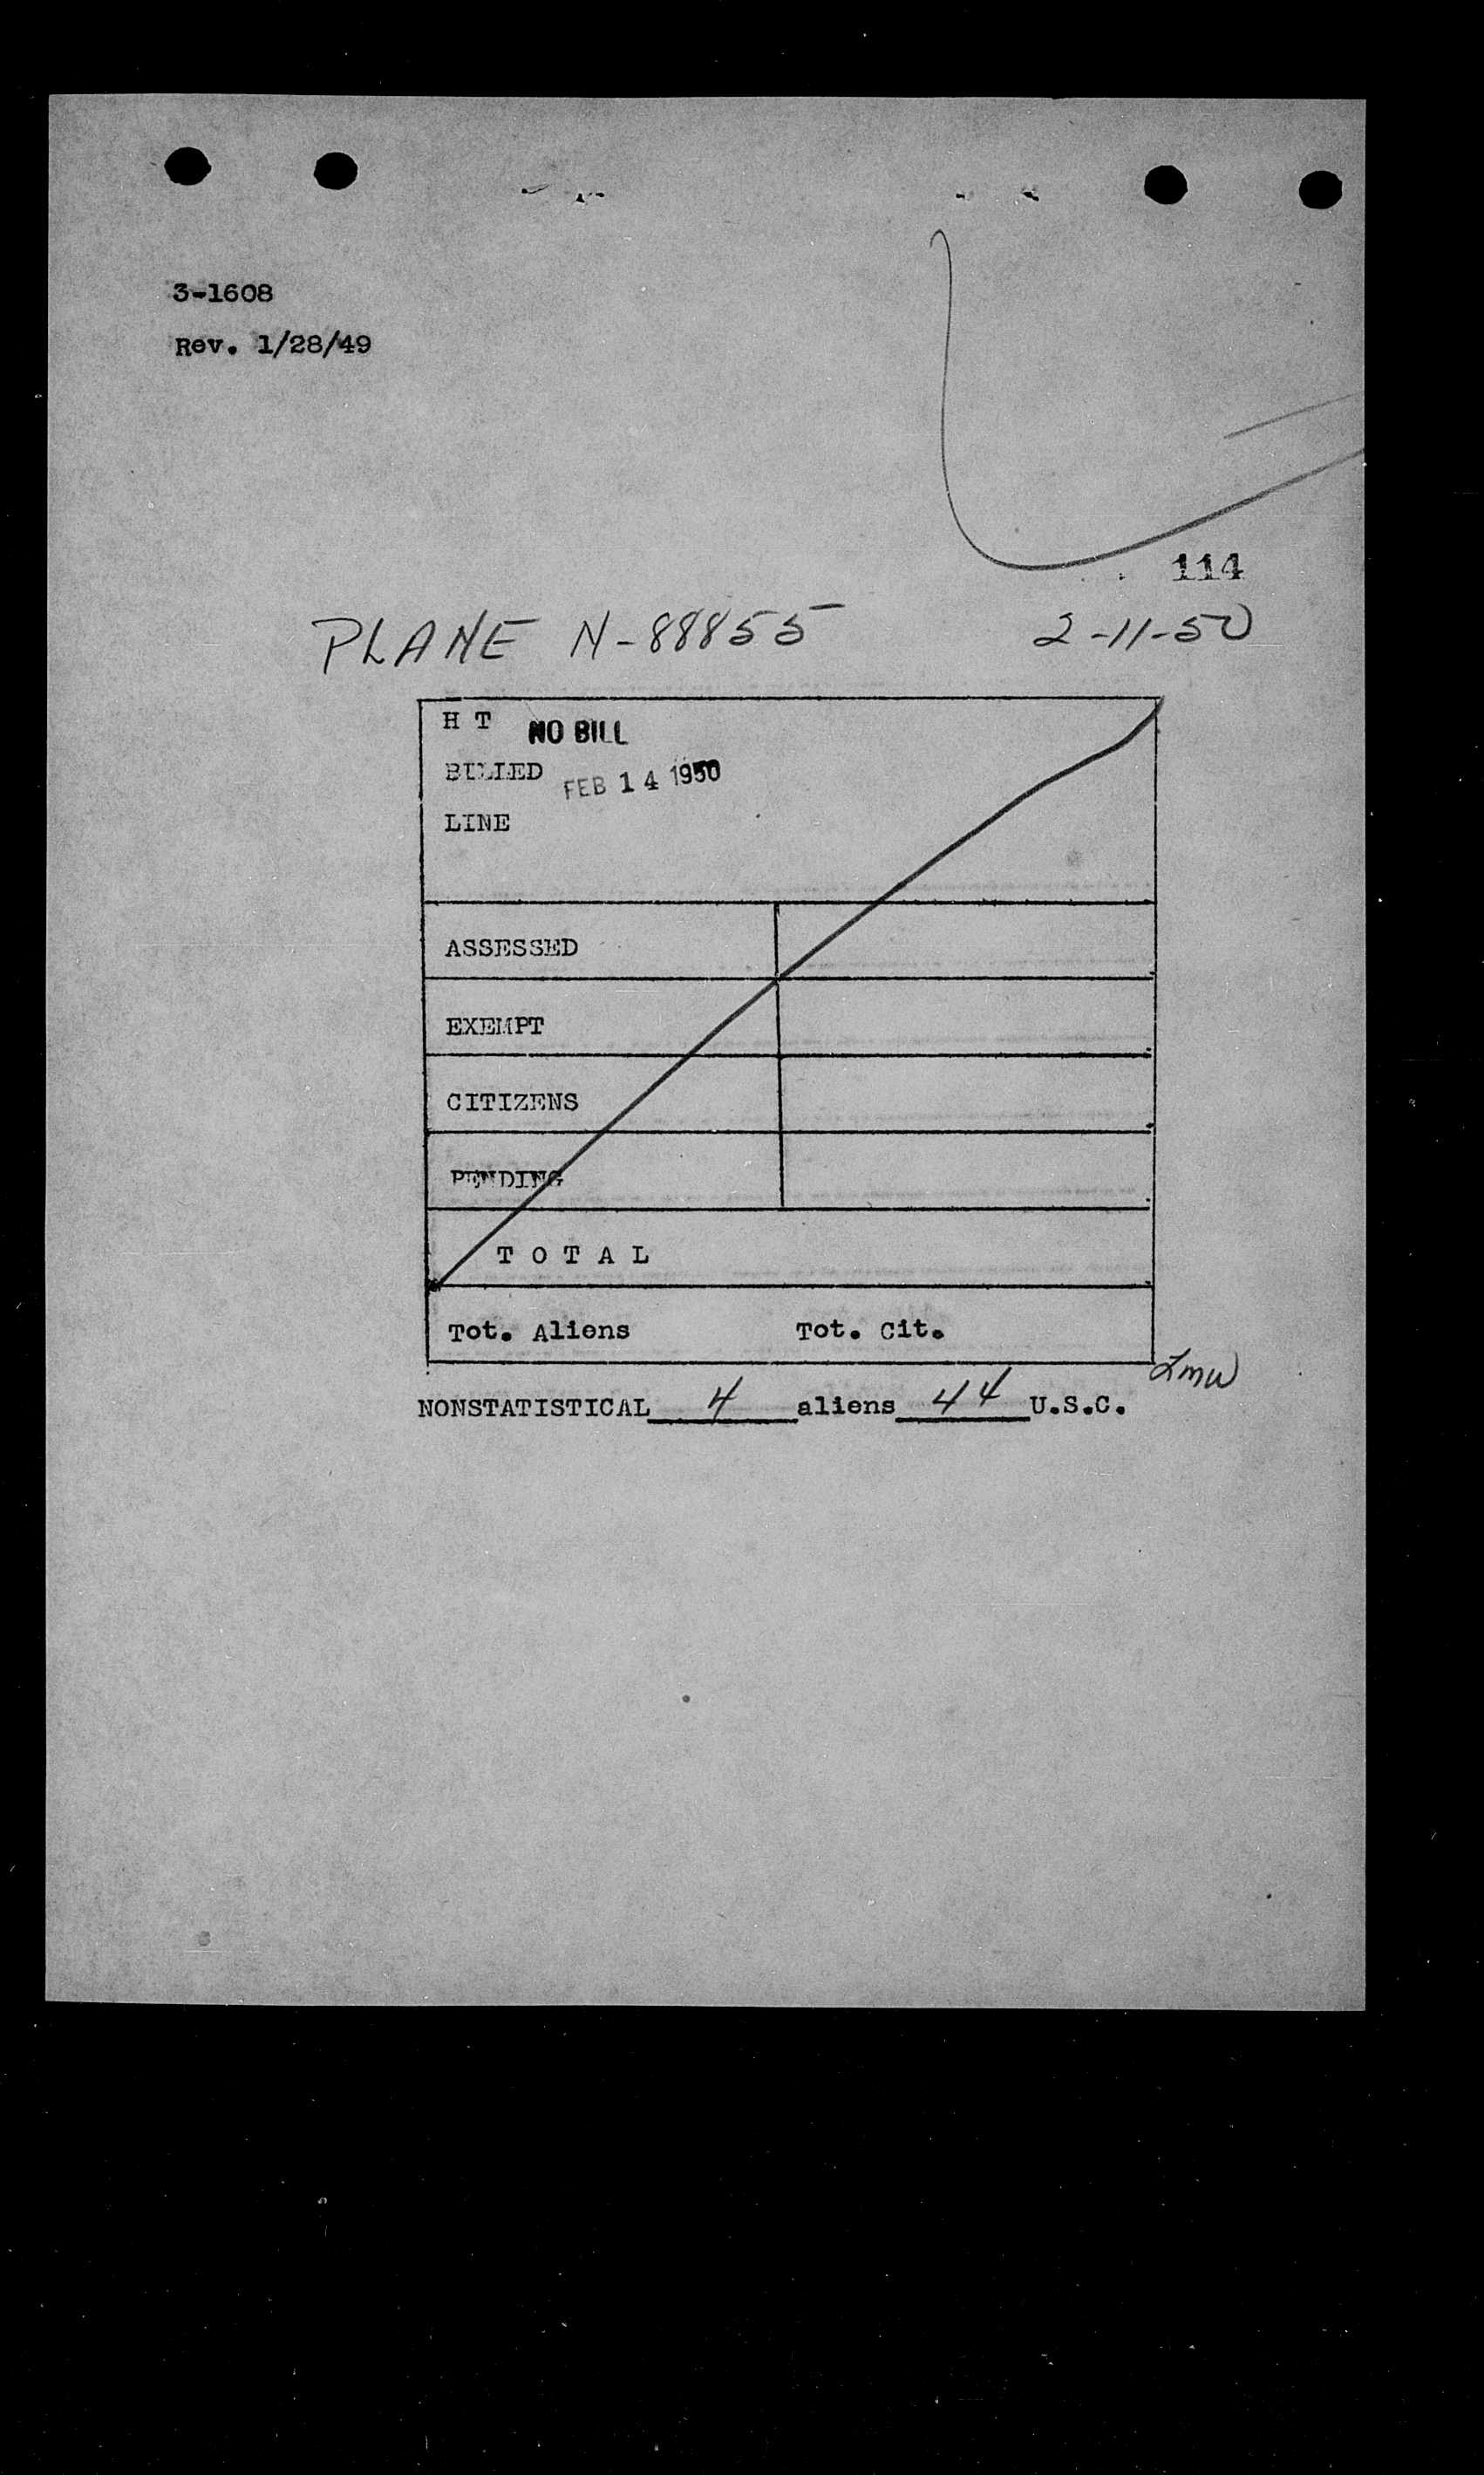 3-1608
Rev. 1/28/49
114
PLANE N-88855 2-11-50
H T NO BILL
BILLED FEB 14 1950
LINE
ASSESSED
EXEMPT
CITIZENS
PENDING
T O T A L
Tot. Aliens Tot. Cit.
Lmw
NONSTATISTICAL 4 aliens 44 U.S.C.